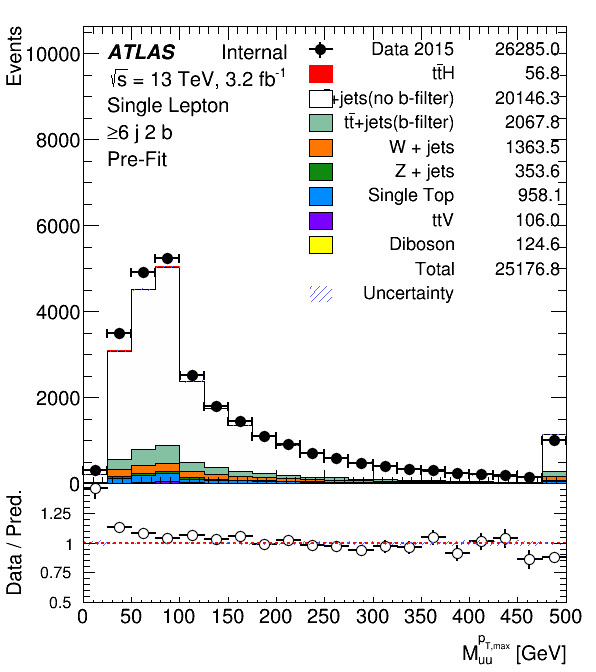 Events
10000
8000
6000
4000
2000
0
ATLAS Internal
√s = 13 TeV, 3.2 fb⁻¹
Single Lepton
≥6 j 2 b
Pre-Fit
Data 2015 26285.0
tt̄H 56.8
+jets(no b-filter) 20146.3
tt̄+jets(b-filter) 2067.8
W + jets 1363.5
Z + jets 353.6
Single Top 958.1
ttV 106.0
Diboson 124.6
Total 25176.8
Uncertainty
Data / Pred.
1.25
1
0.75
0.5
0 50 100 150 200 250 300 350 400 450 500
M_uu^p_T,max [GeV]